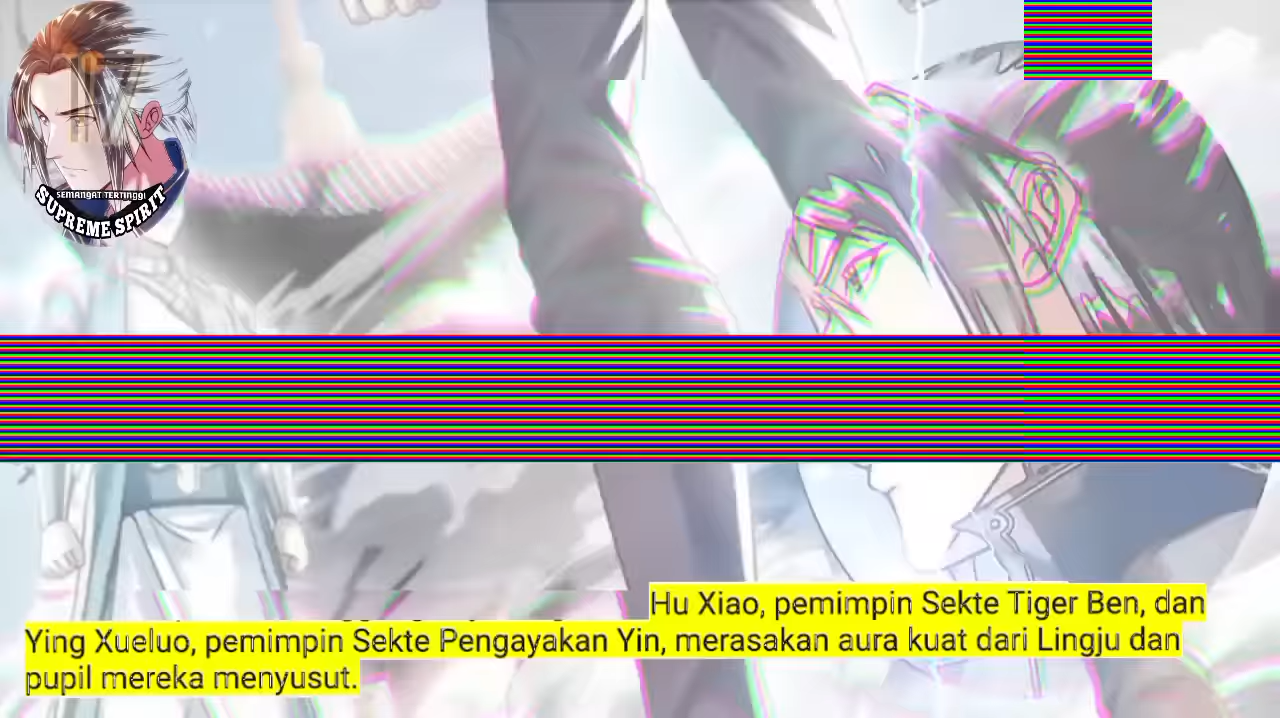 SEMANGAT TERTINGGI
SUPREME SPIRIT
Hu Xiao, pemimpin Sekte Tiger Ben, dan
Ying Xueluo, pemimpin Sekte Pengayakan Yin, merasakan aura kuat dari Lingju dan
pupil mereka menyusut.